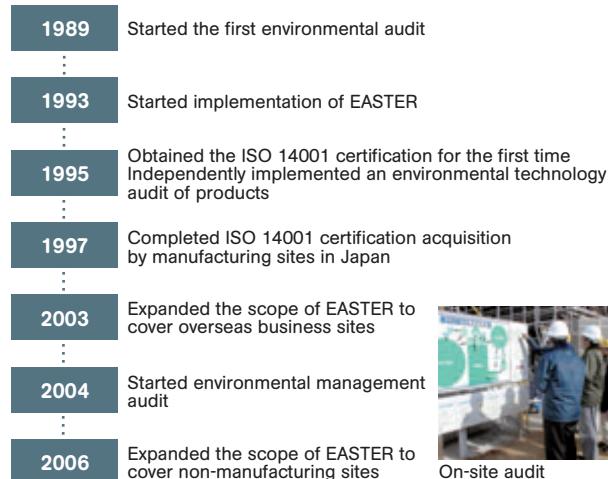 1989
Started the first environmental audit
1993
Started implementation of EASTER
1995
Obtained the ISO 14001 certification for the first time
Independently implemented an environmental technology
audit of products
1997
Completed ISO 14001 certification acquisition
by manufacturing sites in Japan
2003
Expanded the scope of EASTER to
cover overseas business sites
2004
Started environmental management
audit
2006
Expanded the scope of EASTER to
cover non-manufacturing sites
On-site audit